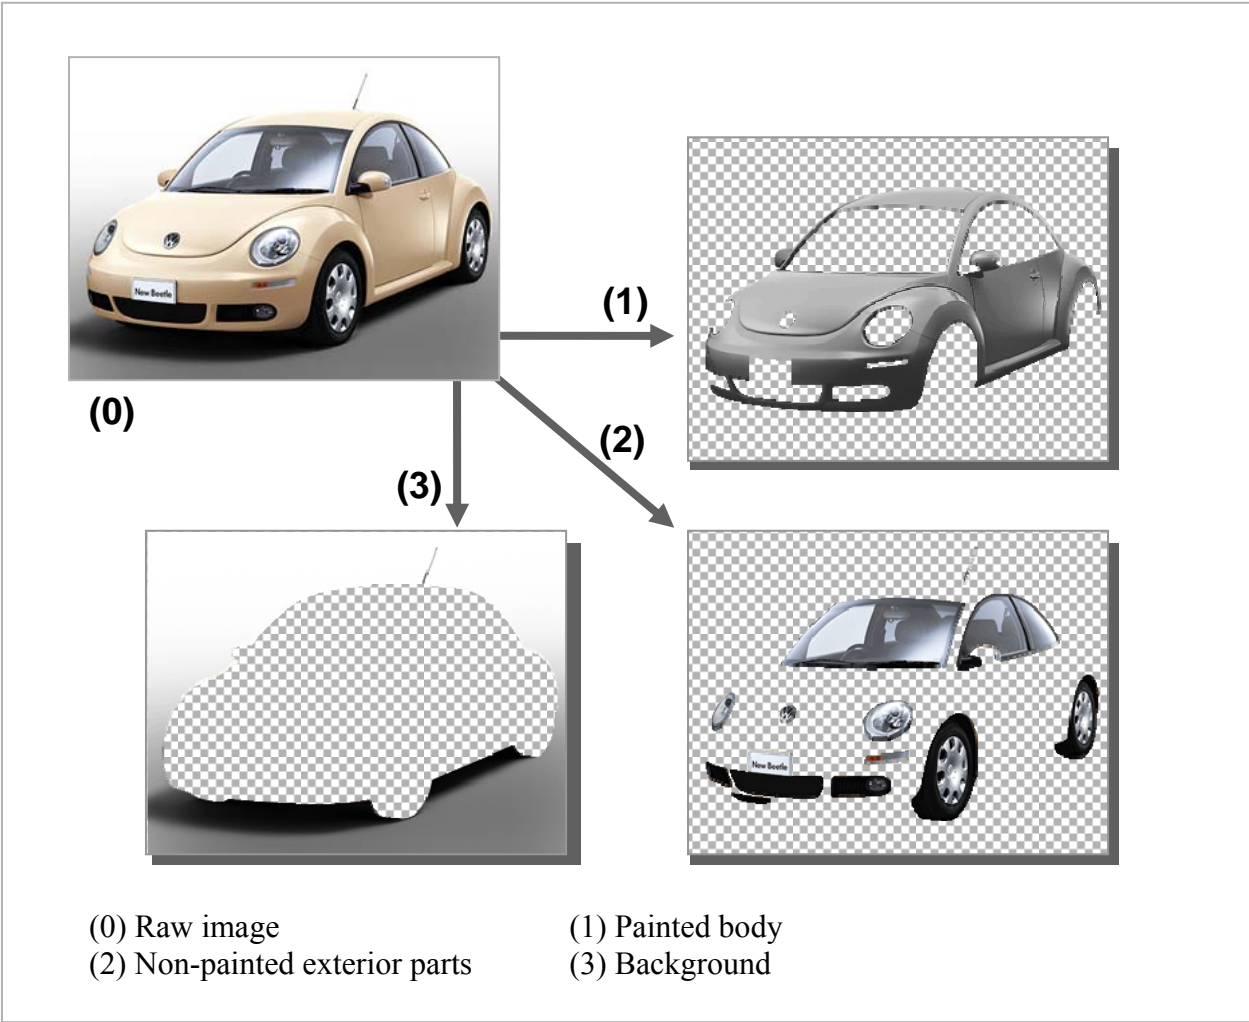 New Beetle
(0)
(1)
(2)
(3)
New Beetle
(0) Raw image
(1) Painted body
(2) Non-painted exterior parts
(3) Background